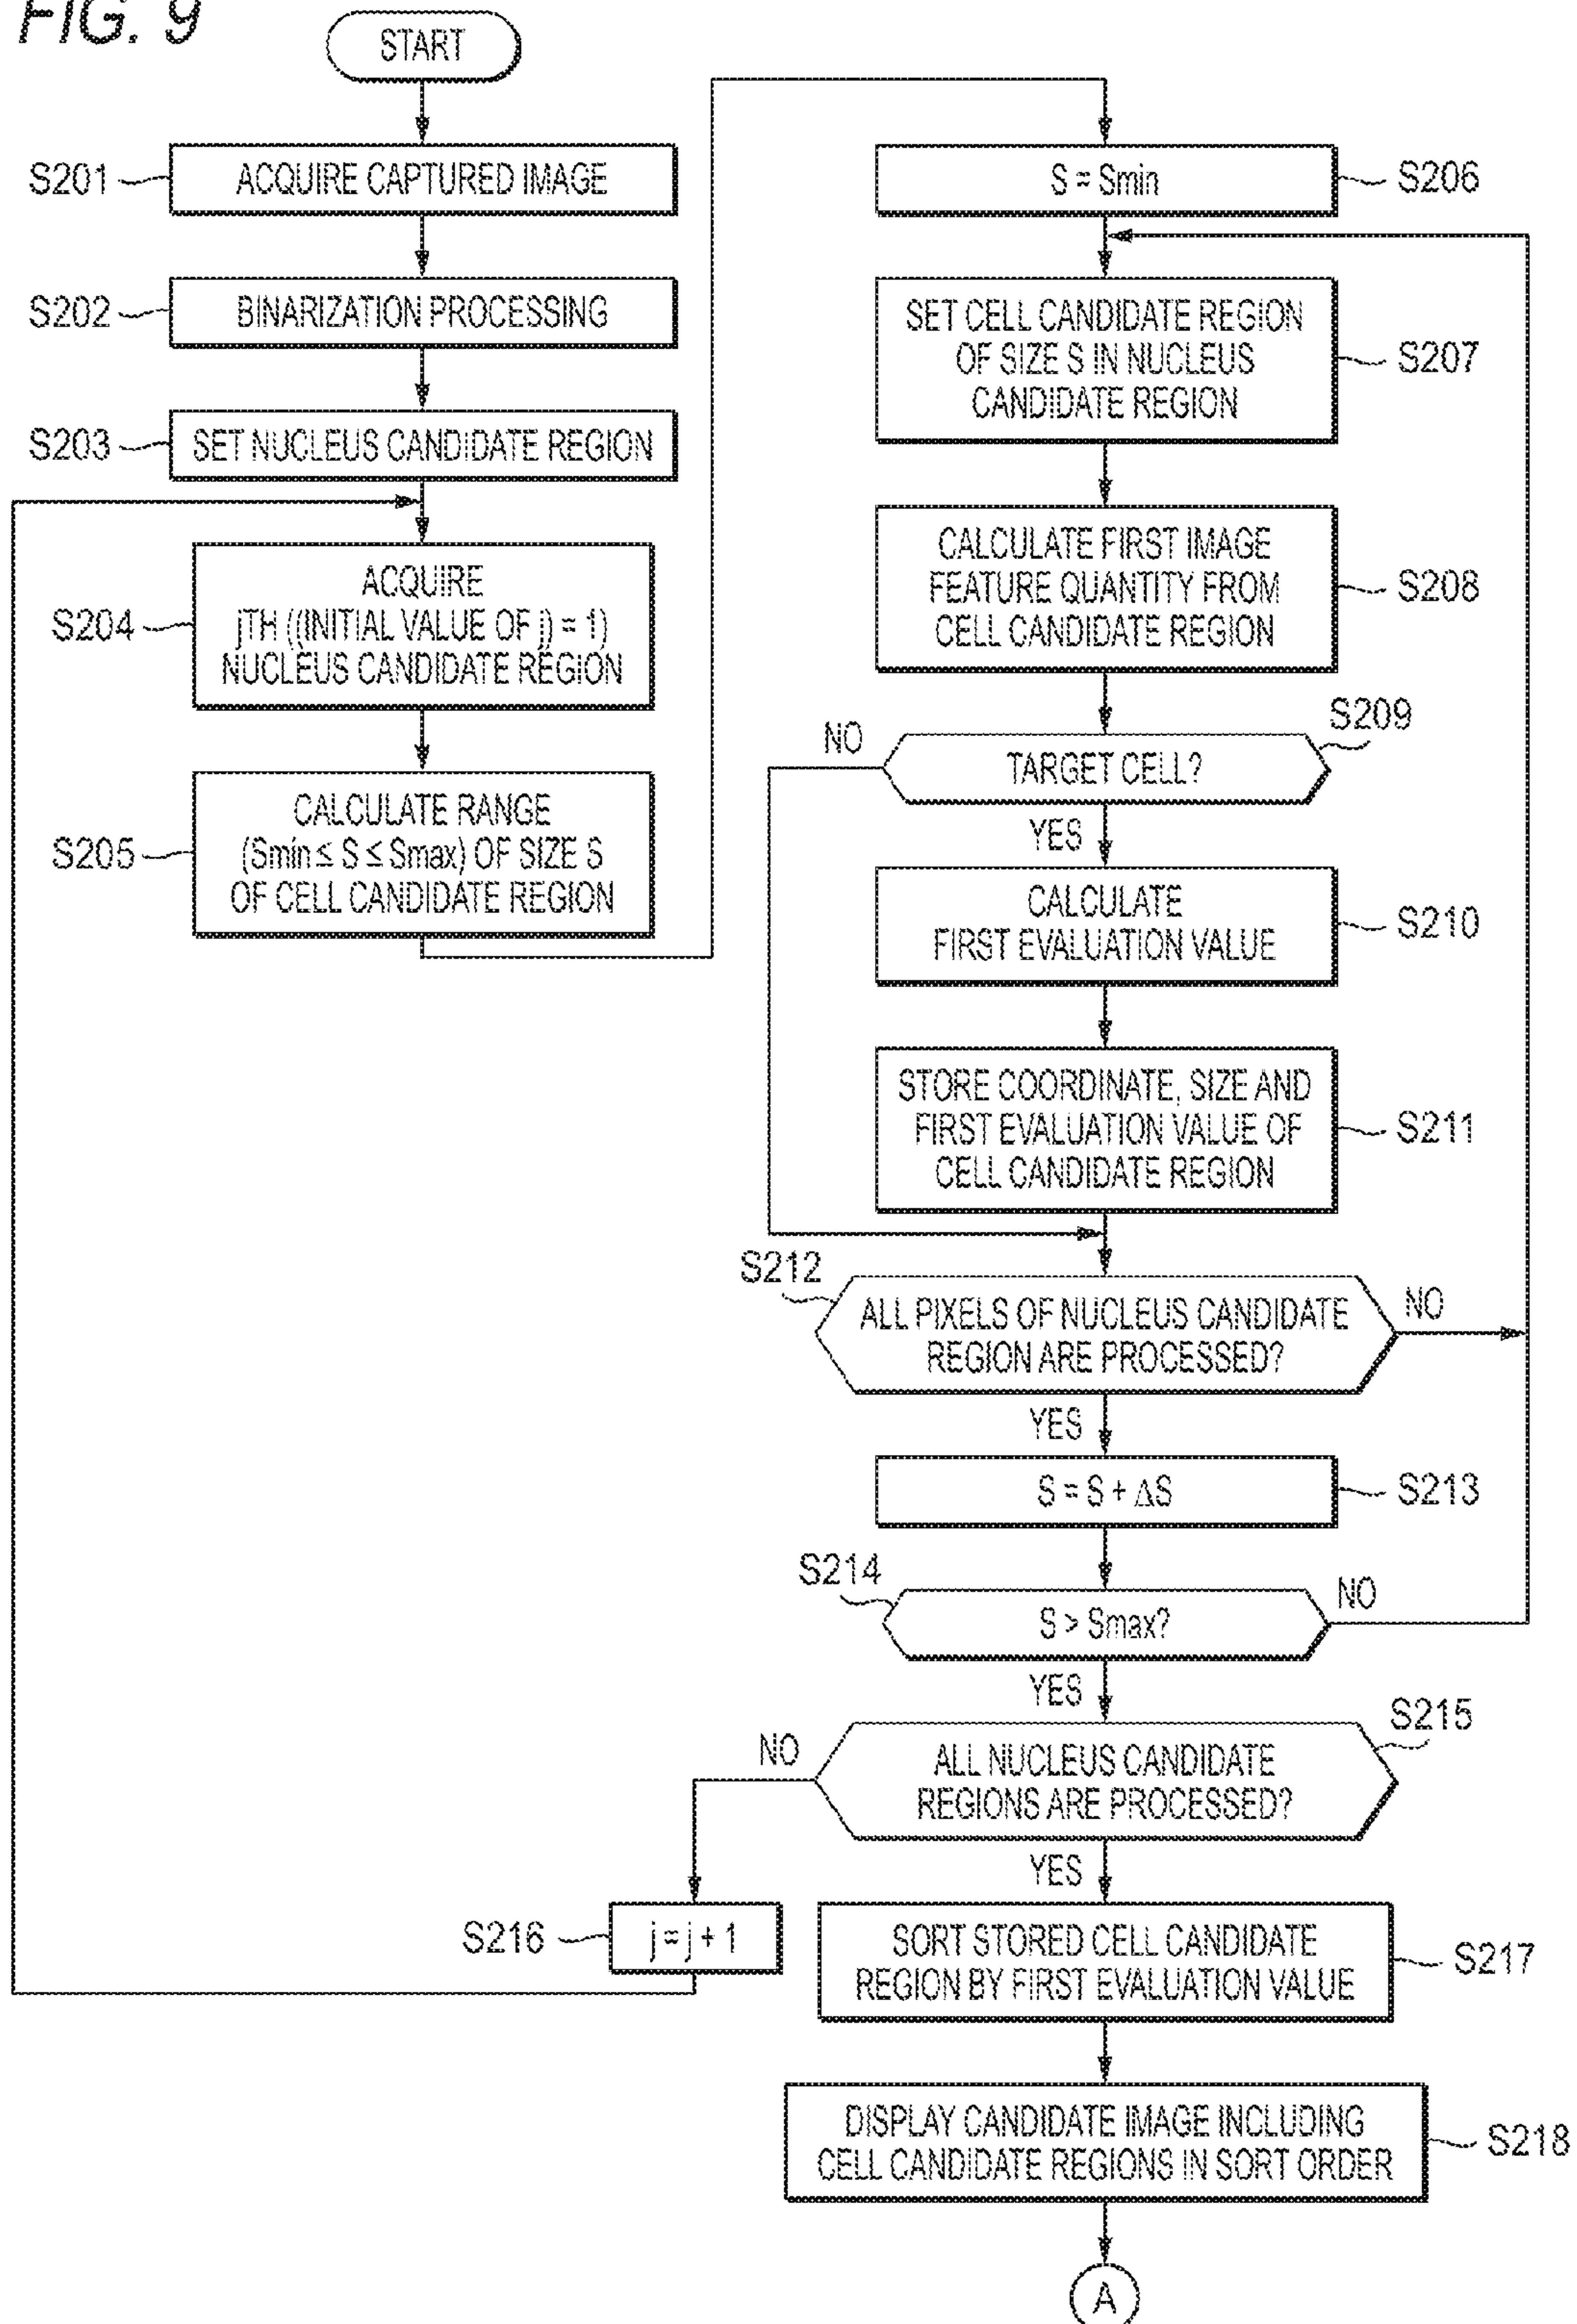 FIG. 9
START
S201
ACQUIRE CAPTURED IMAGE
S202
BINARIZATION PROCESSING
S203
SET NUCLEUS CANDIDATE REGION
S204
ACQUIRE
jTH ((INITIAL VALUE OF j) = 1)
NUCLEUS CANDIDATE REGION
S205
CALCULATE RANGE
(Smin ≤ S ≤ Smax) OF SIZE S
OF CELL CANDIDATE REGION
S = Smin
S206
SET CELL CANDIDATE REGION
OF SIZE S IN NUCLEUS
CANDIDATE REGION
S207
CALCULATE FIRST IMAGE
FEATURE QUANTITY FROM
CELL CANDIDATE REGION
S208
S209
NO
TARGET CELL?
YES
CALCULATE
FIRST EVALUATION VALUE
S210
STORE COORDINATE, SIZE AND
FIRST EVALUATION VALUE OF
CELL CANDIDATE REGION
S211
S212
ALL PIXELS OF NUCLEUS CANDIDATE
REGION ARE PROCESSED?
NO
YES
S = S + ΔS
S213
S214
S > Smax?
NO
YES
S215
NO
ALL NUCLEUS CANDIDATE
REGIONS ARE PROCESSED?
YES
S216
j = j + 1
SORT STORED CELL CANDIDATE
REGION BY FIRST EVALUATION VALUE
S217
DISPLAY CANDIDATE IMAGE INCLUDING
CELL CANDIDATE REGIONS IN SORT ORDER
S218
A